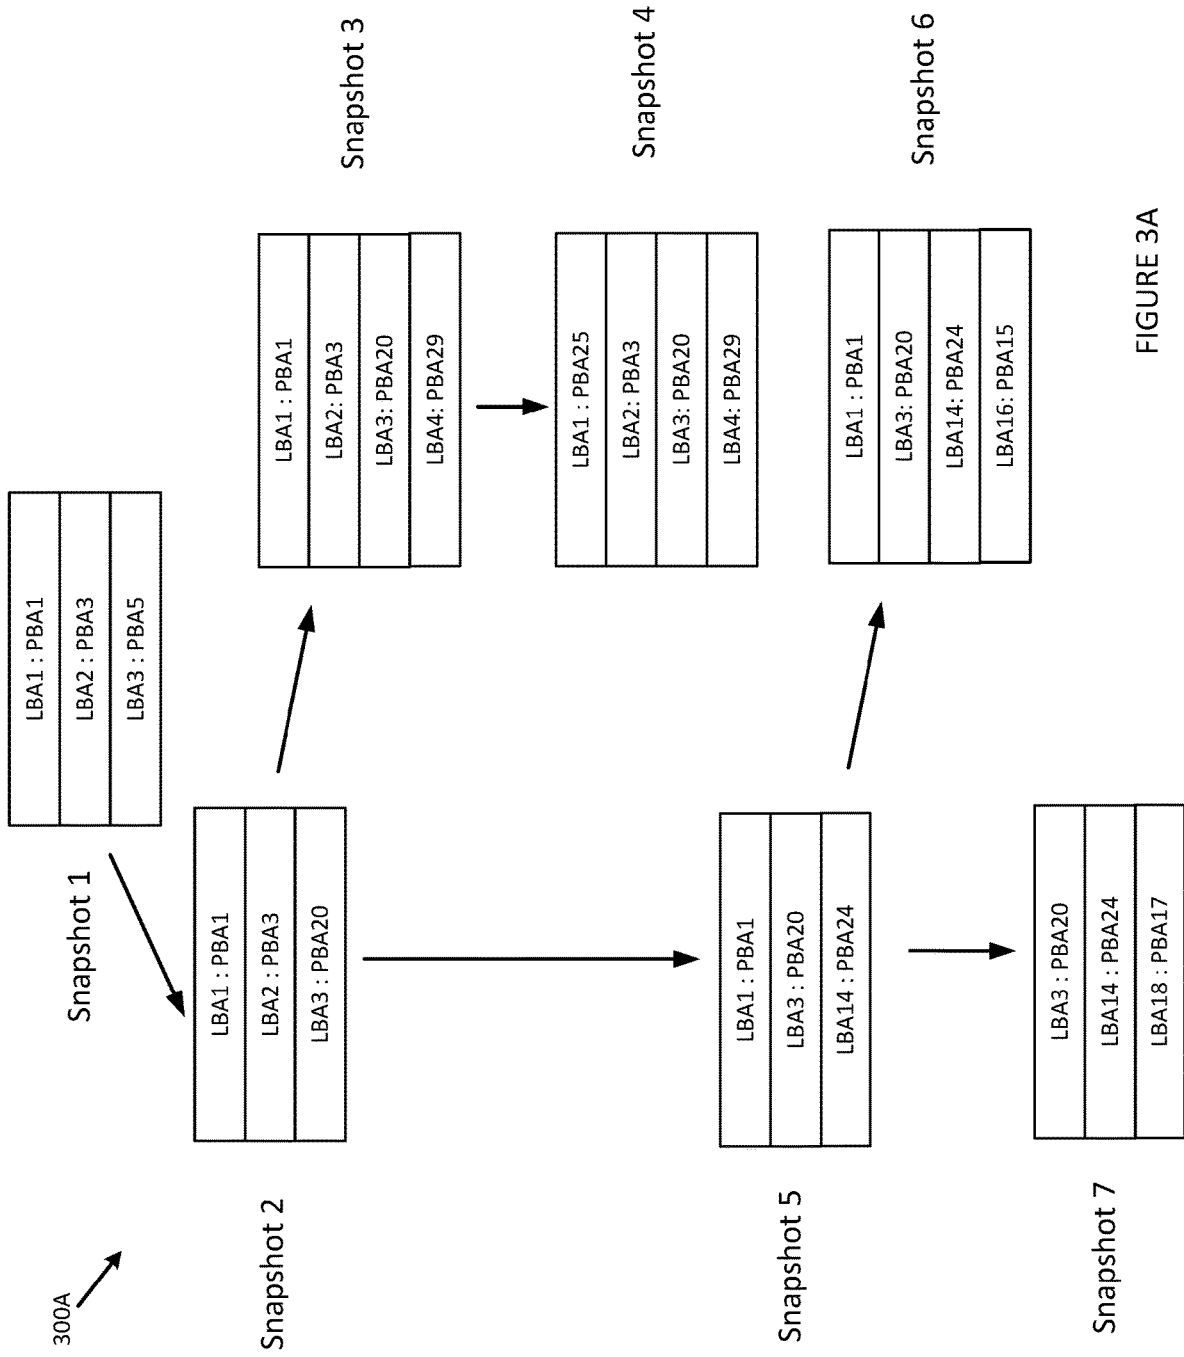 300A
Snapshot 1
LBA1 : PBA1
LBA2 : PBA3
LBA3 : PBA5
Snapshot 2
LBA1 : PBA1
LBA2 : PBA3
LBA3 : PBA20
Snapshot 3
LBA1 : PBA1
LBA2: PBA3
LBA3: PBA20
LBA4: PBA29
Snapshot 4
LBA1 : PBA25
LBA2: PBA3
LBA3: PBA20
LBA4: PBA29
Snapshot 5
LBA1 : PBA1
LBA3 : PBA20
LBA14 : PBA24
Snapshot 6
LBA1 : PBA1
LBA3: PBA20
LBA14: PBA24
LBA16: PBA15
Snapshot 7
LBA3 : PBA20
LBA14 : PBA24
LBA18 : PBA17
FIGURE 3A